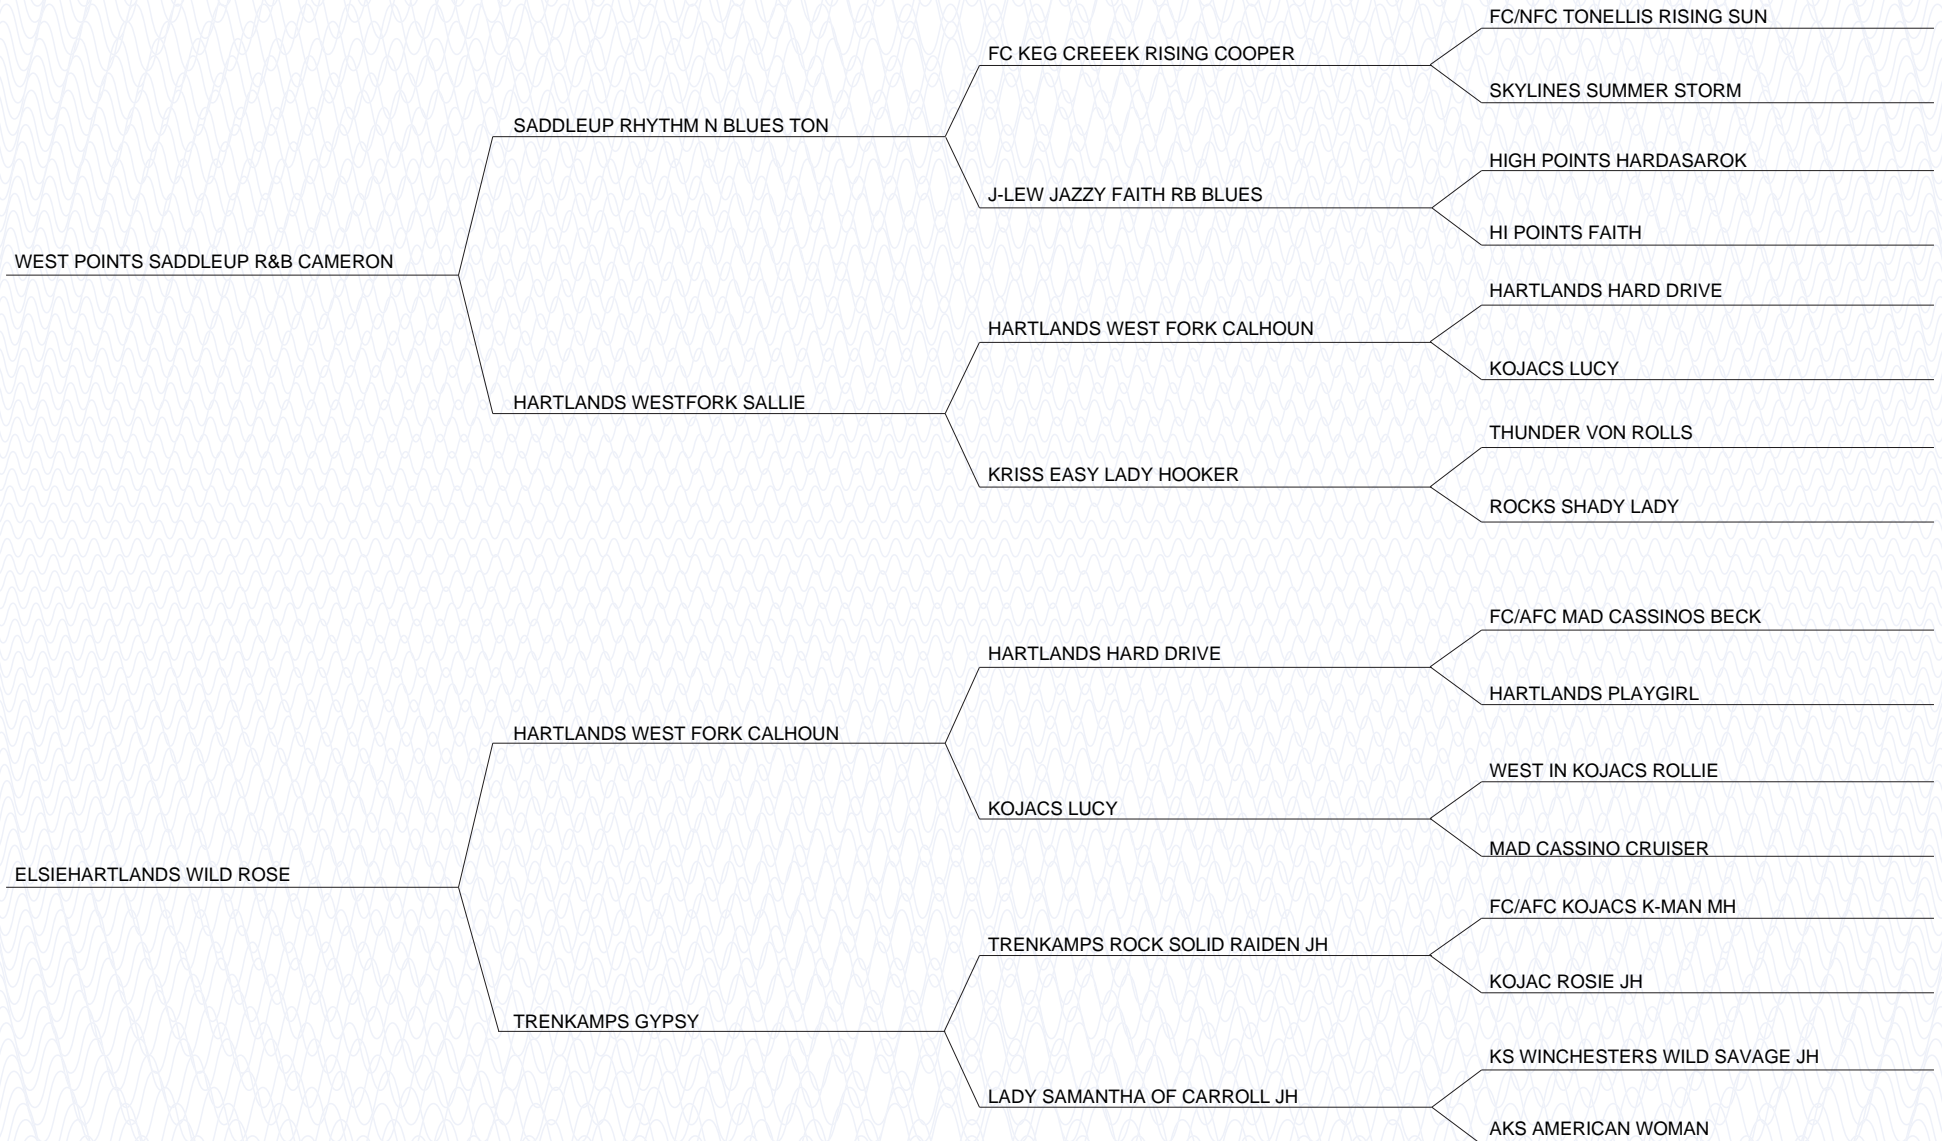 FC/NFC TONELLIS RISING SUN
FC KEG CREEEK RISING COOPER
SKYLINES SUMMER STORM
SADDLEUP RHYTHM N BLUES TON
HIGH POINTS HARDASAROK
J-LEW JAZZY FAITH RB BLUES
HI POINTS FAITH
WEST POINTS SADDLEUP R&B CAMERON
HARTLANDS HARD DRIVE
HARTLANDS WEST FORK CALHOUN
KOJACS LUCY
HARTLANDS WESTFORK SALLIE
THUNDER VON ROLLS
KRISS EASY LADY HOOKER
ROCKS SHADY LADY
FC/AFC MAD CASSINOS BECK
HARTLANDS HARD DRIVE
HARTLANDS PLAYGIRL
HARTLANDS WEST FORK CALHOUN
WEST IN KOJACS ROLLIE
KOJACS LUCY
MAD CASSINO CRUISER
ELSIEHARTLANDS WILD ROSE
FC/AFC KOJACS K-MAN MH
TRENKAMPS ROCK SOLID RAIDEN JH
KOJAC ROSIE JH
TRENKAMPS GYPSY
KS WINCHESTERS WILD SAVAGE JH
LADY SAMANTHA OF CARROLL JH
AKS AMERICAN WOMAN